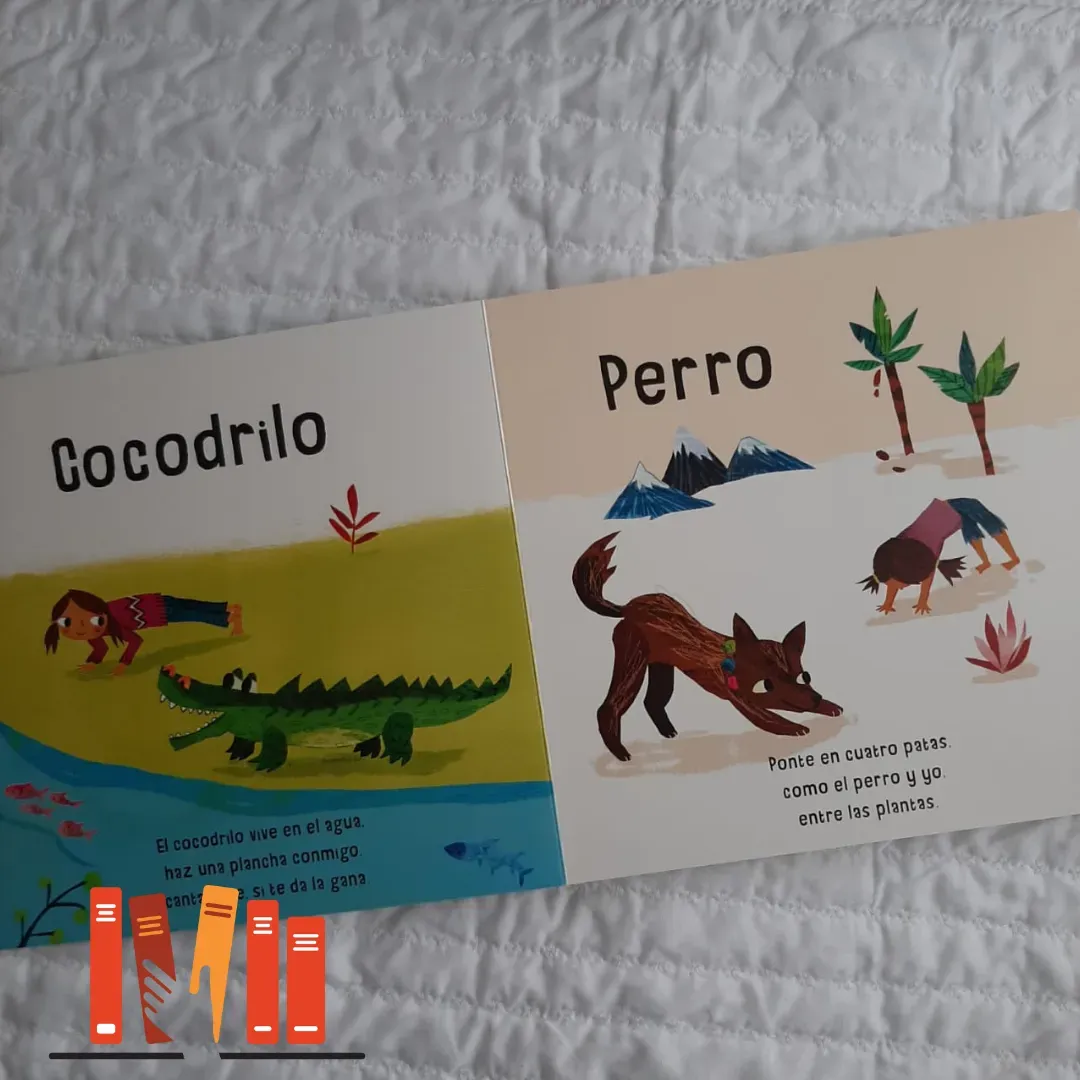 Cocodrilo
El cocodrilo vive en el agua,
haz una plancha conmigo,
si te da la gana.
Perro
Ponte en cuatro patas,
como el perro y yo,
entre las plantas.